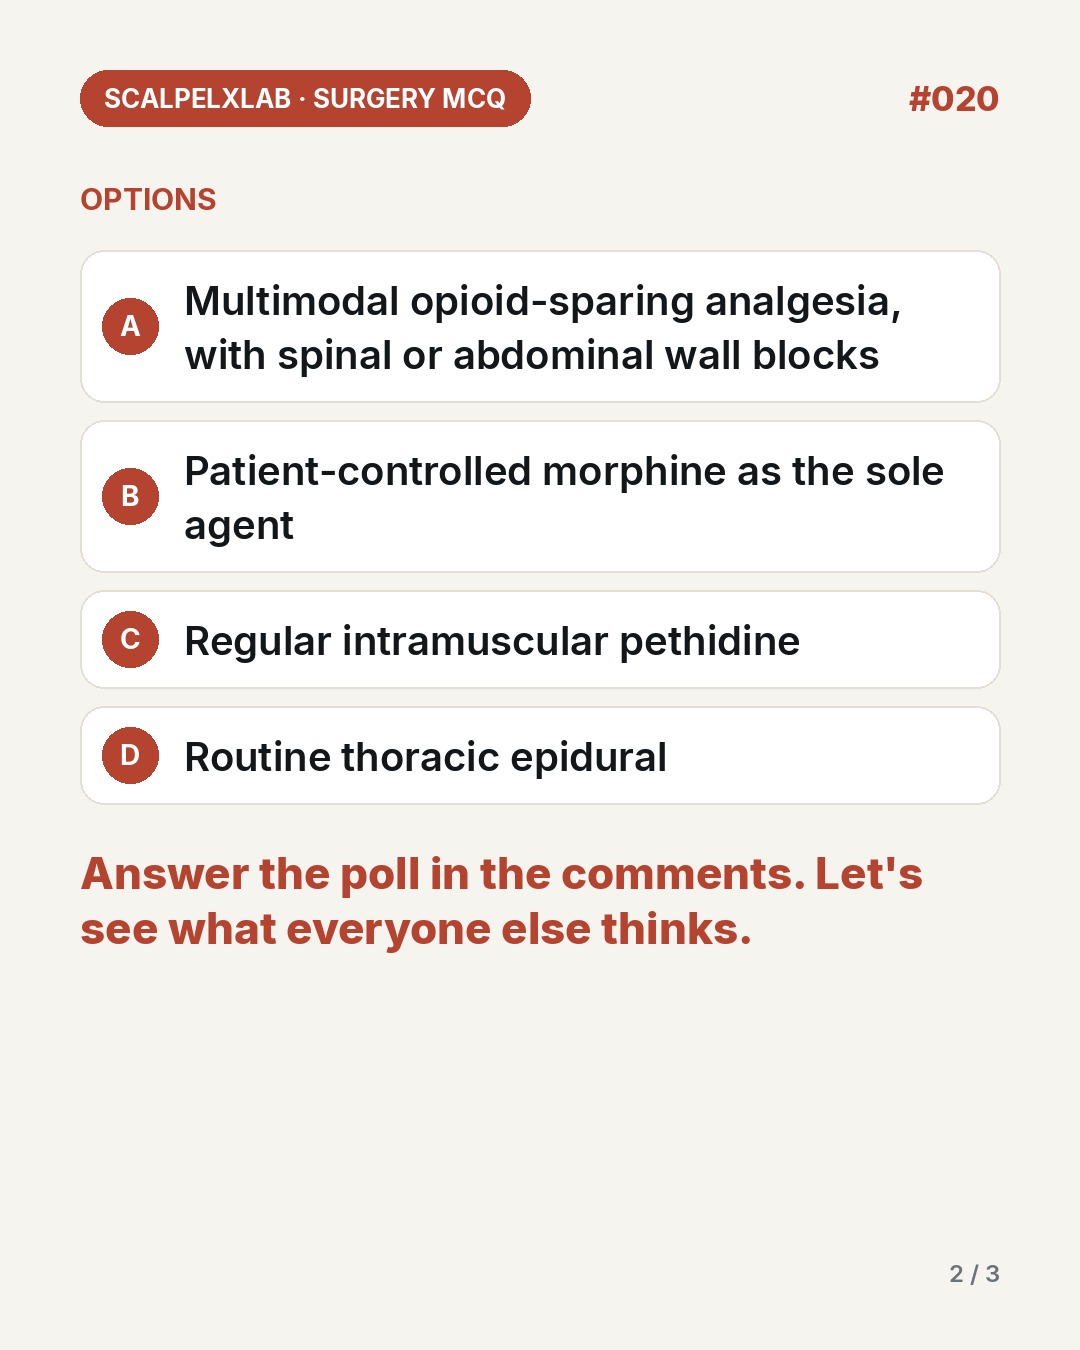 SCALPELXLAB · SURGERY MCQ
#020
OPTIONS
A
Multimodal opioid-sparing analgesia,
with spinal or abdominal wall blocks
B
Patient-controlled morphine as the sole
agent
C
Regular intramuscular pethidine
D
Routine thoracic epidural
Answer the poll in the comments. Let's
see what everyone else thinks.
2 / 3